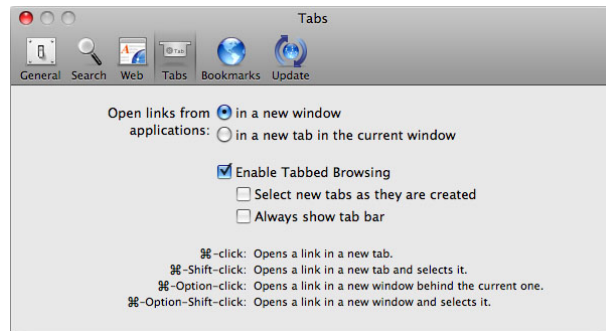 Tabs
Tab
General Search Web Tabs Bookmarks Update
Open links from in a new window
applications: in a new tab in the current window
Enable Tabbed Browsing
Select new tabs as they are created
Always show tab bar
⌘-click: Opens a link in a new tab.
⌘-Shift-click: Opens a link in a new tab and selects it.
⌘-Option-click: Opens a link in a new window behind the current one.
⌘-Option-Shift-click: Opens a link in a new window and selects it.